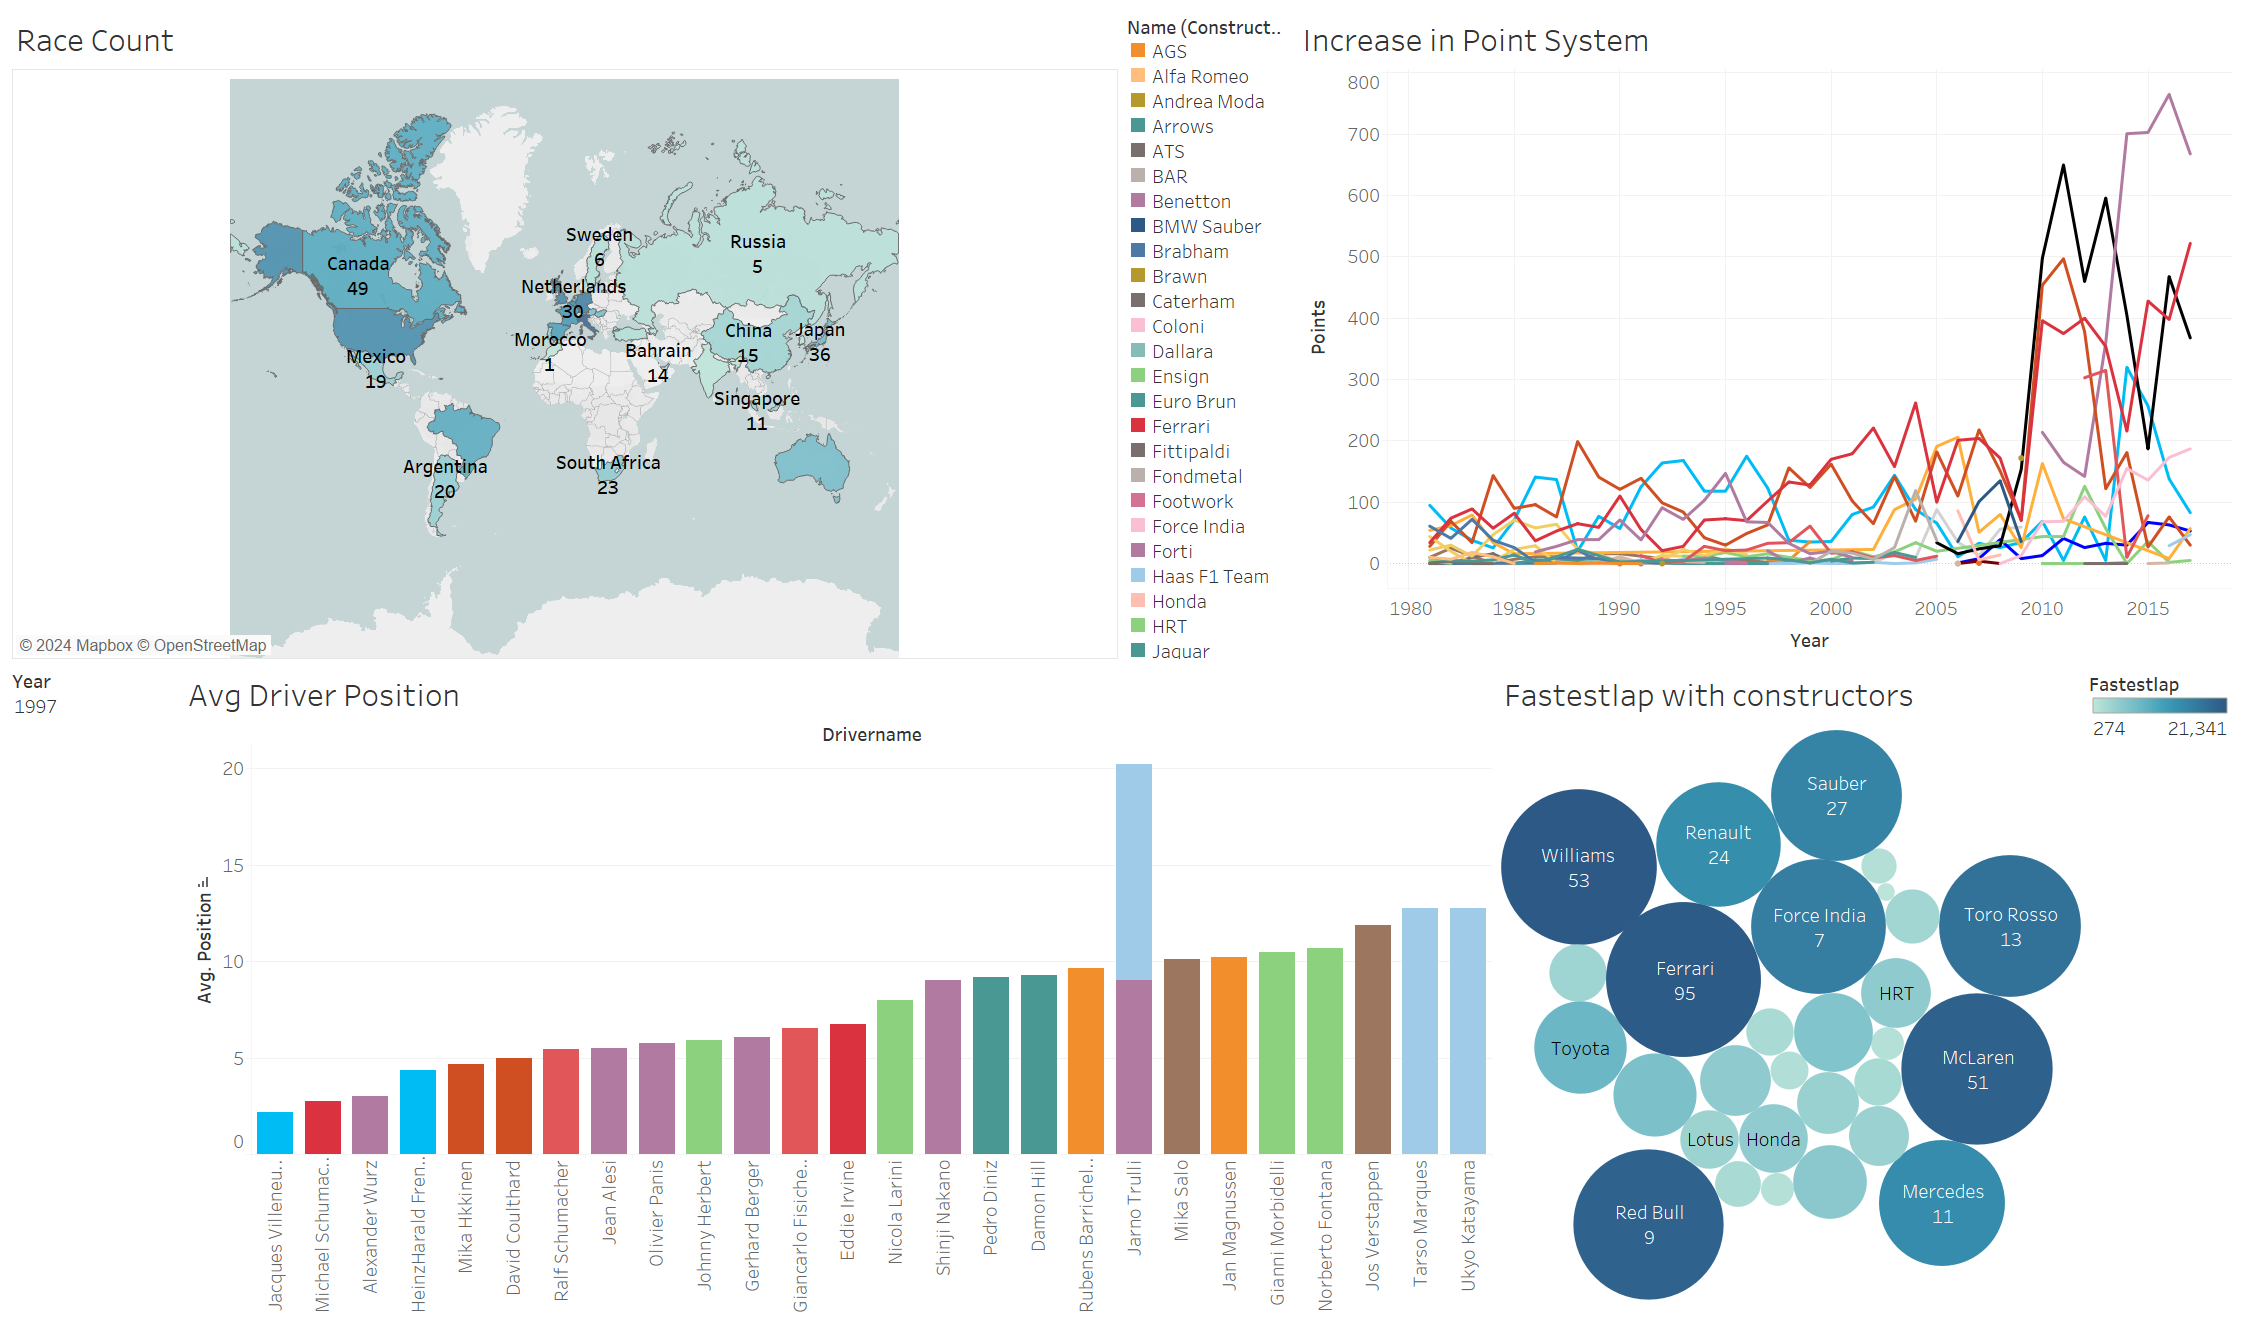 Race Count
Canada
49
Mexico
19
Argentina
20
Sweden
6
Netherlands
30
Morocco
1
Russia
5
China
15
Japan
36
Bahrain
14
Singapore
11
South Africa
23
© 2024 Mapbox © OpenStreetMap
Name (Construct..
AGS
Alfa Romeo
Andrea Moda
Arrows
ATS
BAR
Benetton
BMW Sauber
Brabham
Brawn
Caterham
Coloni
Dallara
Ensign
Euro Brun
Ferrari
Fittipaldi
Fondmetal
Footwork
Force India
Forti
Haas F1 Team
Honda
HRT
Jaguar
Increase in Point System
Points
800
700
600
500
400
300
200
100
0
1980 1985 1990 1995 2000 2005 2010 2015
Year
Year
1997
Avg Driver Position
Drivername
Avg. Position
20
15
10
5
0
Jacques Villeneu..
Michael Schumac..
Alexander Wurz
HeinzHarald Fren..
Mika Hkkinen
David Coulthard
Ralf Schumacher
Jean Alesi
Olivier Panis
Johnny Herbert
Gerhard Berger
Giancarlo Fisiche..
Eddie Irvine
Nicola Larini
Shinji Nakano
Pedro Diniz
Damon Hill
Rubens Barrichel..
Jarno Trulli
Mika Salo
Jan Magnussen
Gianni Morbidelli
Norberto Fontana
Jos Verstappen
Tarso Marques
Ukyo Katayama
Fastestlap with constructors
Fastestlap
274 21,341
Sauber
27
Renault
24
Williams
53
Force India
7
Toro Rosso
13
Ferrari
95
HRT
Toyota
McLaren
51
Lotus
Honda
Mercedes
11
Red Bull
9